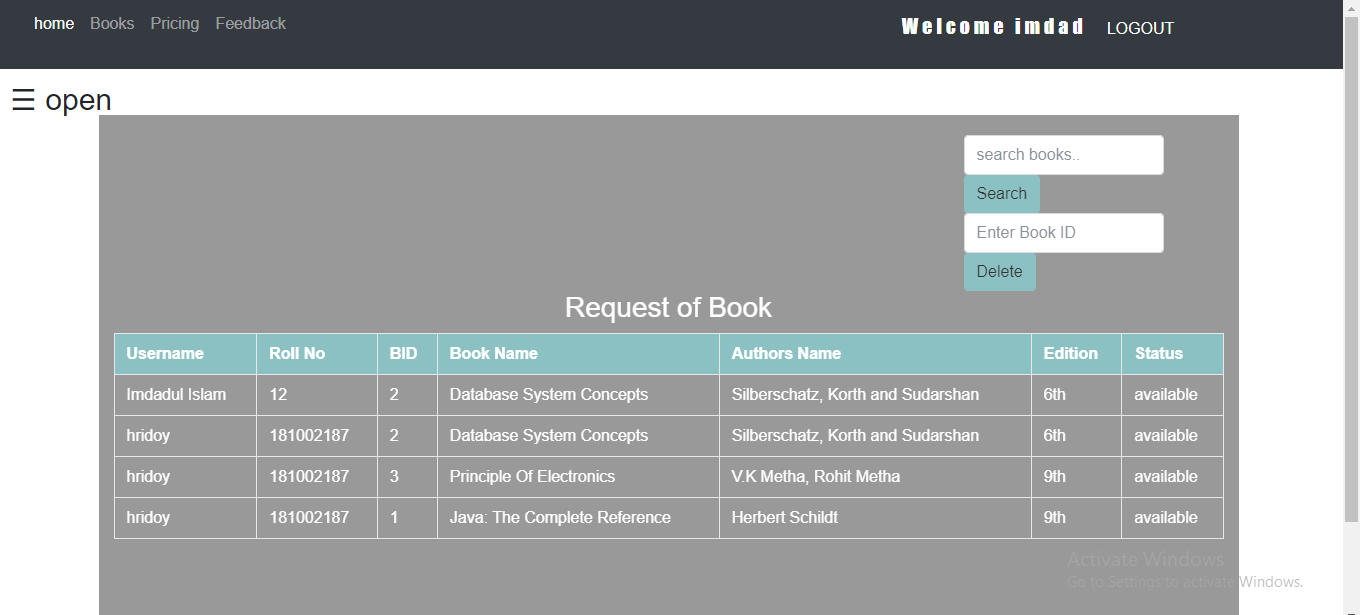 home Books Pricing Feedback Welcome imdad LOGOUT
☰ open
search books..
Search
Enter Book ID
Delete
Request of Book
Username Roll No BID Book Name Authors Name Edition Status
Imdadul Islam 12 2 Database System Concepts Silberschatz, Korth and Sudarshan 6th available
hridoy 181002187 2 Database System Concepts Silberschatz, Korth and Sudarshan 6th available
hridoy 181002187 3 Principle Of Electronics V.K Metha, Rohit Metha 9th available
hridoy 181002187 1 Java: The Complete Reference Herbert Schildt 9th available
Activate Windows
Go to Settings to activate Windows.